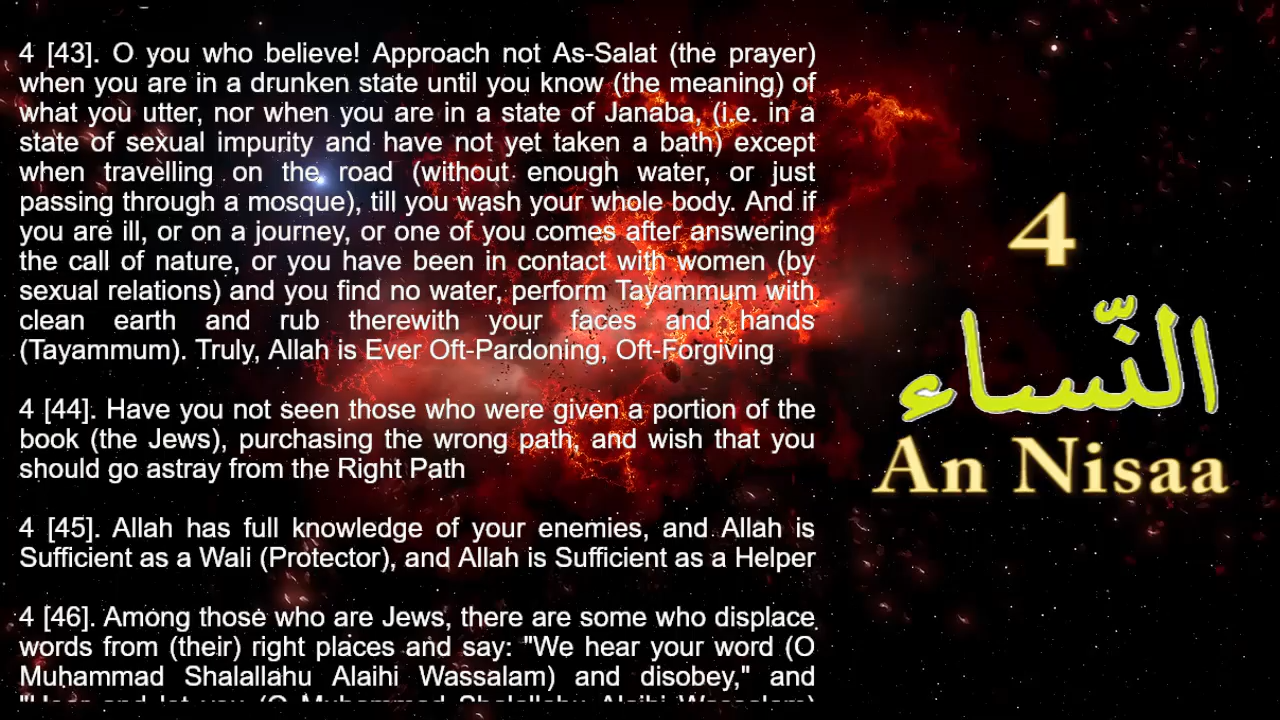 4 [43]. O you who believe! Approach not As-Salat (the prayer)
when you are in a drunken state until you know (the meaning) of
what you utter, nor when you are in a state of Janaba, (i.e. in a
state of sexual impurity and have not yet taken a bath) except
when travelling on the road (without enough water, or just
passing through a mosque), till you wash your whole body. And if
you are ill, or on a journey, or one of you comes after answering
the call of nature, or you have been in contact with women (by
sexual relations) and you find no water, perform Tayammum with
clean earth and rub therewith your faces and hands
(Tayammum). Truly, Allah is Ever Oft-Pardoning, Oft-Forgiving
4 [44]. Have you not seen those who were given a portion of the
book (the Jews), purchasing the wrong path, and wish that you
should go astray from the Right Path
4 [45]. Allah has full knowledge of your enemies, and Allah is
Sufficient as a Wali (Protector), and Allah is Sufficient as a Helper
4 [46]. Among those who are Jews, there are some who displace
words from (their) right places and say: "We hear your word (O
Muhammad Shalallahu Alaihi Wassalam) and disobey," and
(O Muhammad Shalallahu Alaihi Wassalam)
4
النّساء
An Nisaa